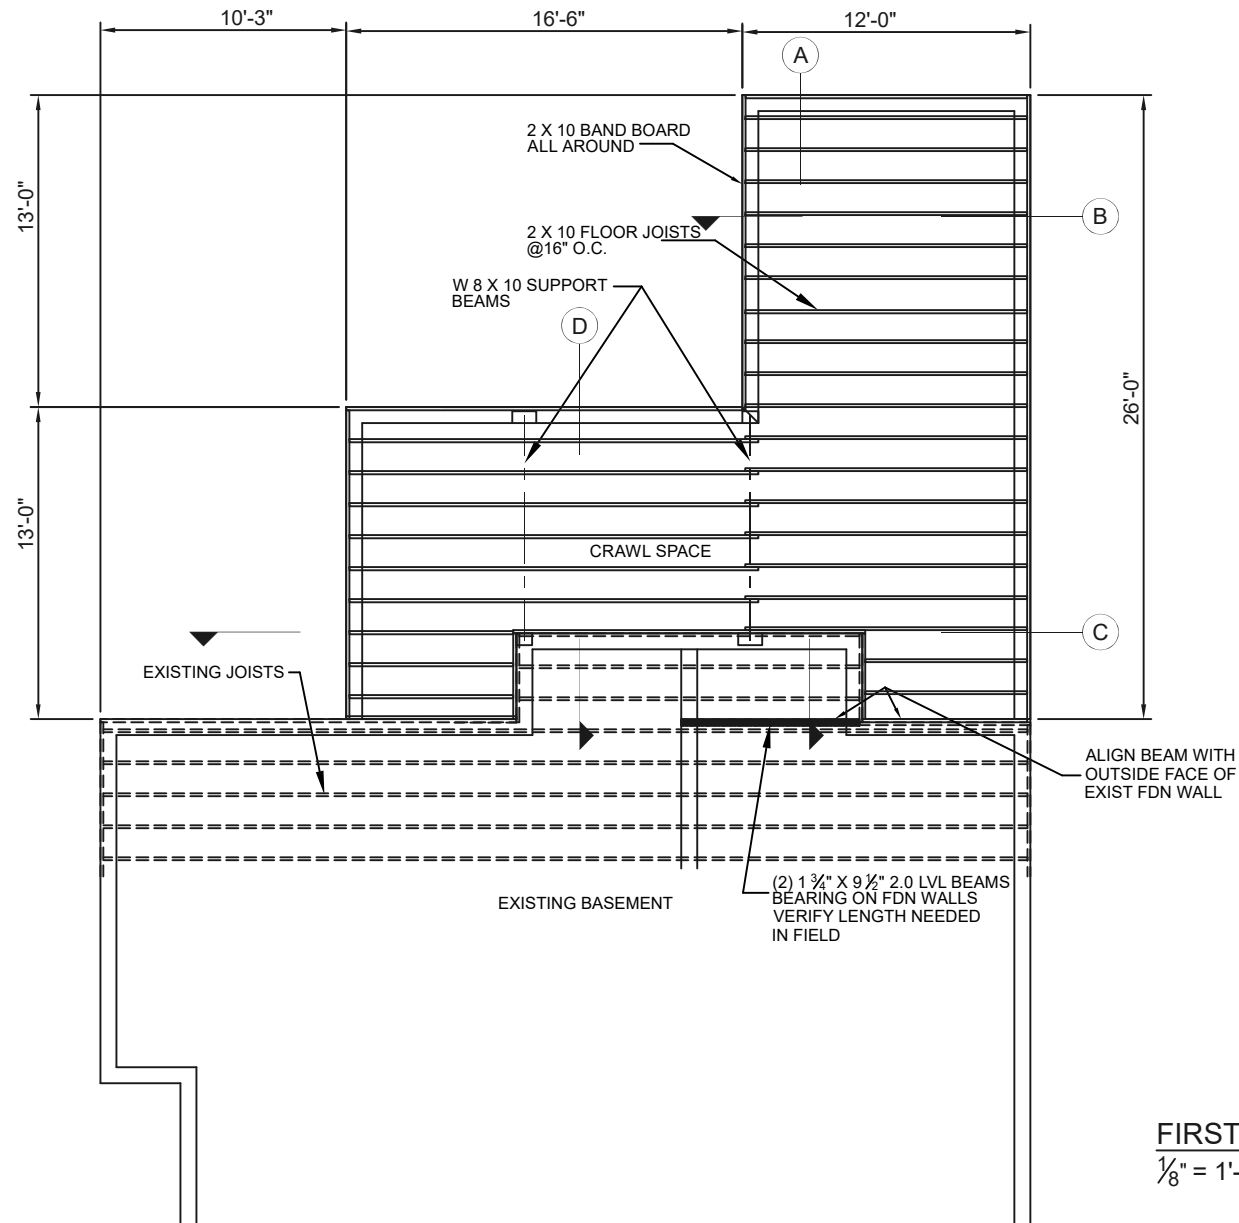 10'-3"
16'-6"
12'-0"
A
2 X 10 BAND BOARD
ALL AROUND
13'-0"
B
2 X 10 FLOOR JOISTS
@16" O.C.
W 8 X 10 SUPPORT
BEAMS
D
26'-0"
13'-0"
CRAWL SPACE
C
EXISTING JOISTS
ALIGN BEAM WITH
OUTSIDE FACE OF
EXIST FDN WALL
(2) 1 ¾" X 9 ½" 2.0 LVL BEAMS
BEARING ON FDN WALLS
VERIFY LENGTH NEEDED
IN FIELD
EXISTING BASEMENT
FIRST
⅛" = 1'-